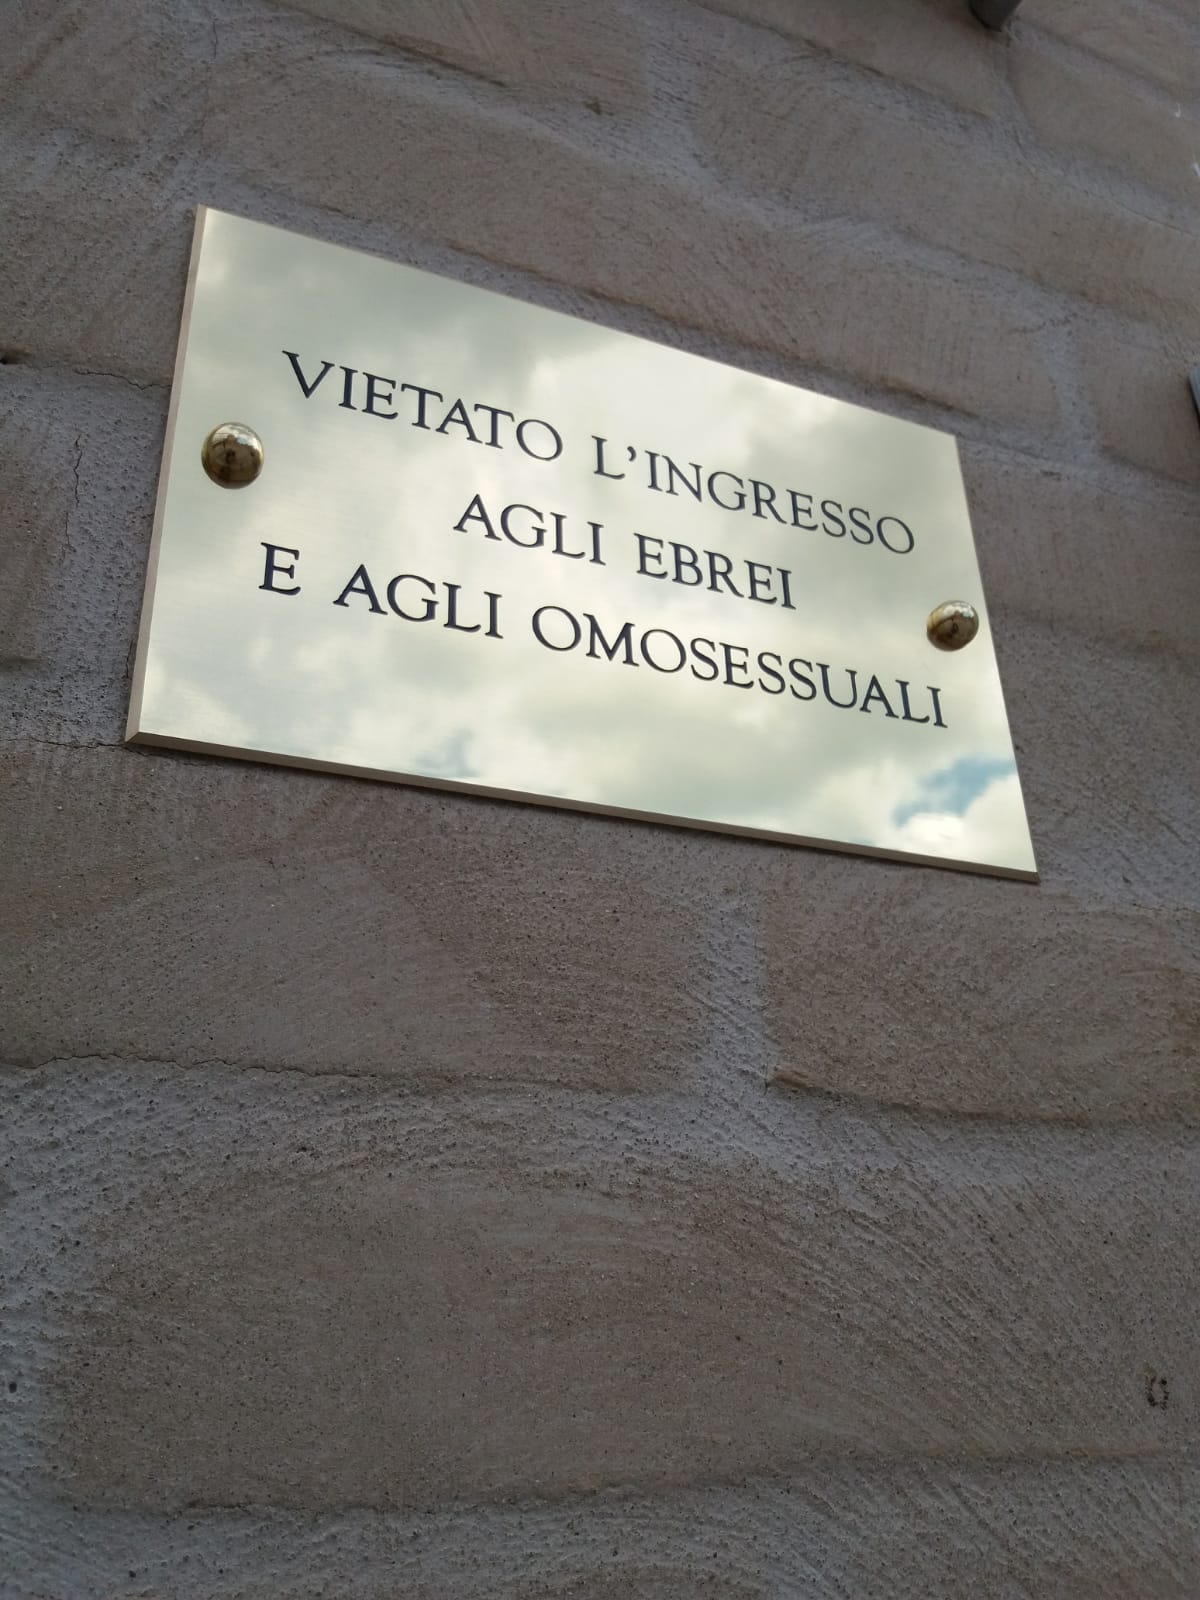 VIETATO L'INGRESSO
AGLI EBREI
E AGLI OMOSESSUALI